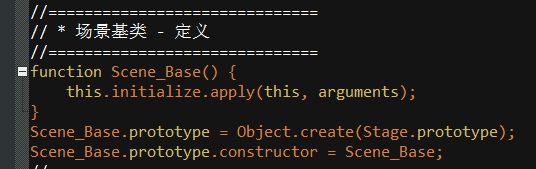 //==============================
// * 场景基类 - 定义
//==============================
function Scene_Base() {
    this.initialize.apply(this, arguments);
}
Scene_Base.prototype = Object.create(Stage.prototype);
Scene_Base.prototype.constructor = Scene_Base;